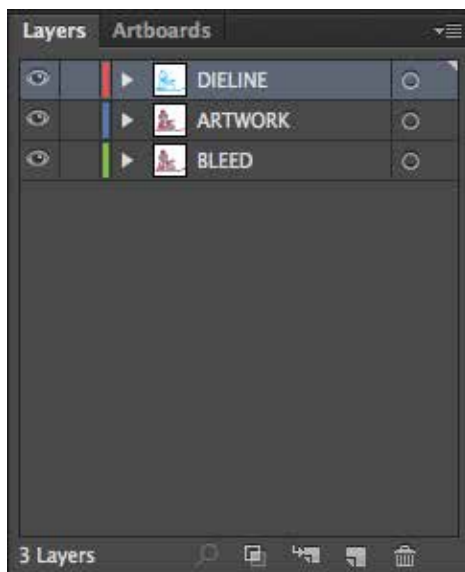 Layers Artboards
DIELINE
ARTWORK
BLEED
3 Layers